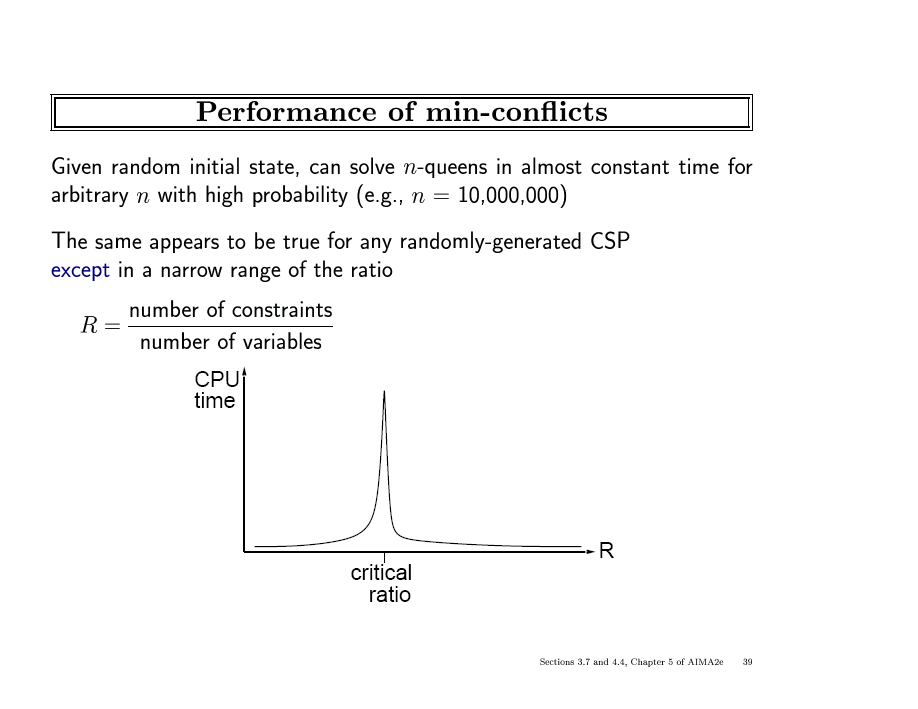 Performance of min-conflicts
Given random initial state, can solve n-queens in almost constant time for
arbitrary n with high probability (e.g., n = 10,000,000)
The same appears to be true for any randomly-generated CSP
except in a narrow range of the ratio
R = number of constraints
number of variables
CPU
time
R
critical
ratio
Sections 3.7 and 4.4, Chapter 5 of AIMA2e 39